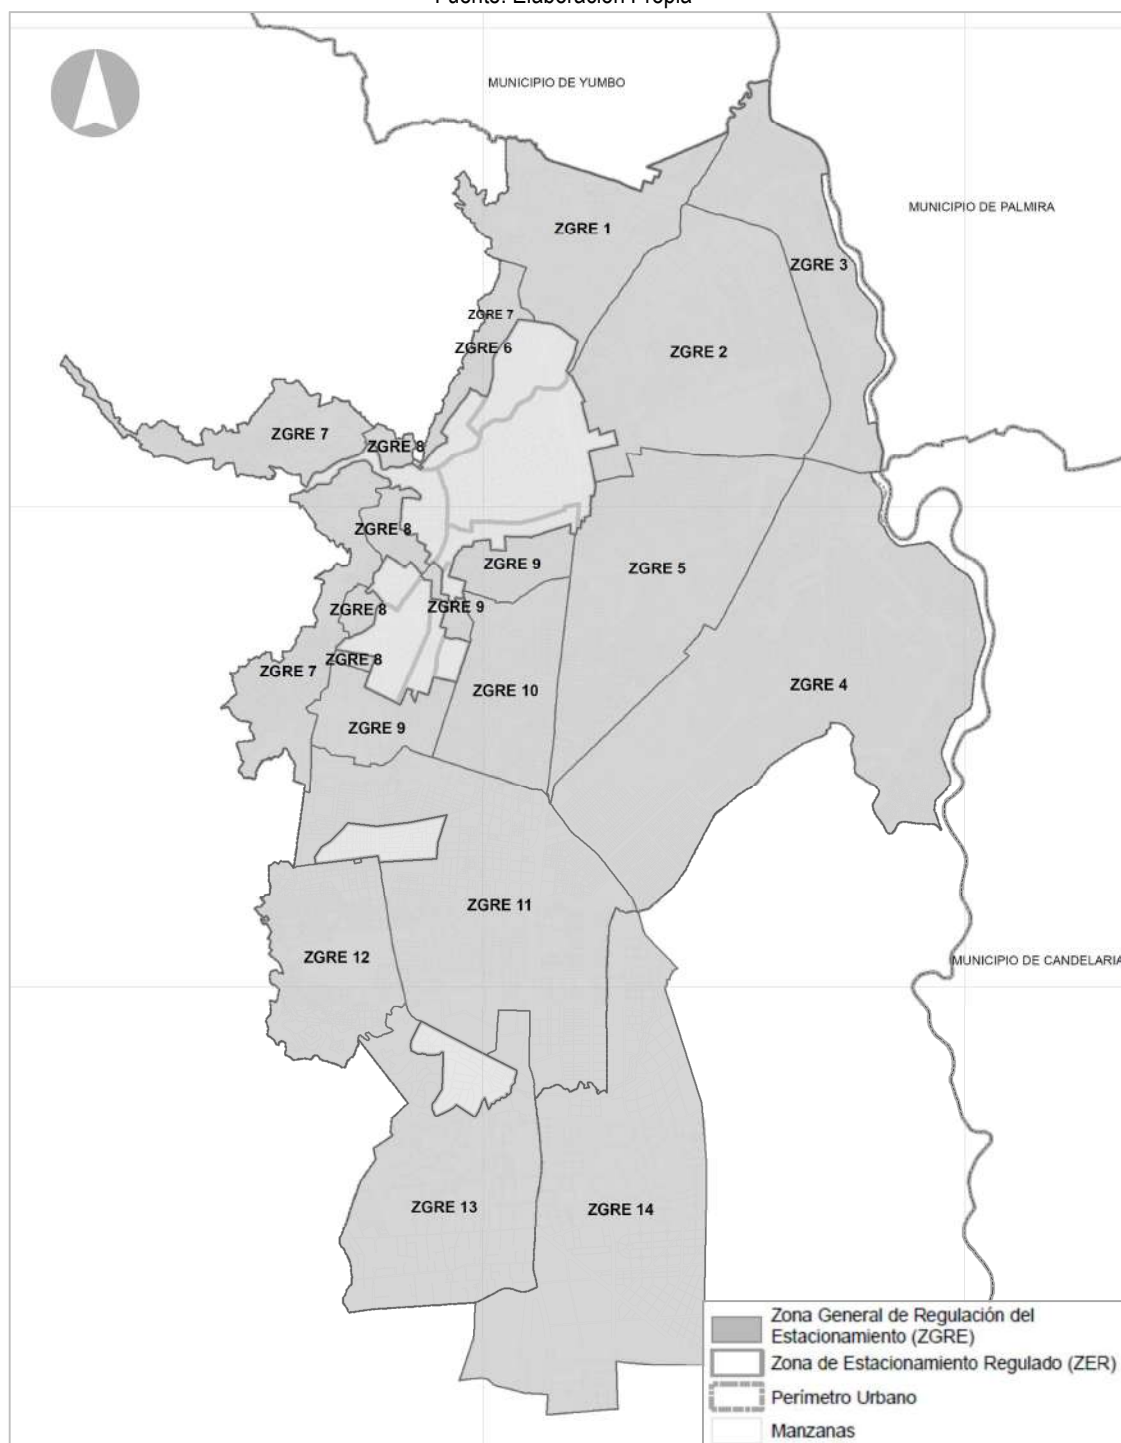 Fuente: Elaboración Propia
MUNICIPIO DE YUMBO
MUNICIPIO DE PALMIRA
ZGRE 1
ZGRE 3
ZGRE 7
ZGRE 6
ZGRE 2
ZGRE 7
ZGRE 8
ZGRE 8
ZGRE 9
ZGRE 5
ZGRE 8
ZGRE 9
ZGRE 8
ZGRE 7
ZGRE 10
ZGRE 4
ZGRE 9
ZGRE 11
ZGRE 12
MUNICIPIO DE CANDELARIA
ZGRE 13
ZGRE 14
Zona General de Regulación del
Estacionamiento (ZGRE)
Zona de Estacionamiento Regulado (ZER)
Perímetro Urbano
Manzanas